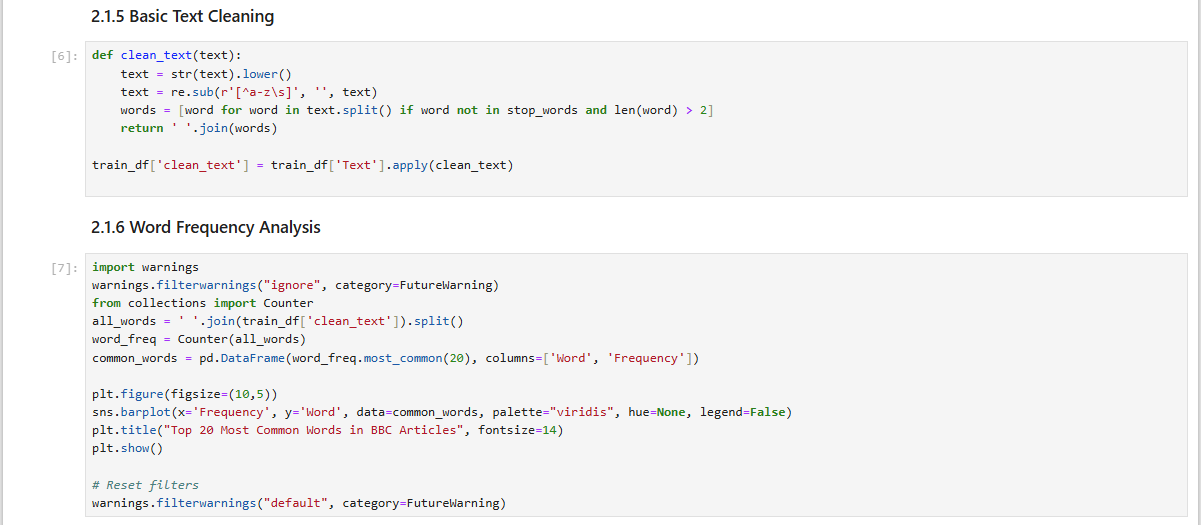 2.1.5 Basic Text Cleaning
[6]:
def clean_text(text):
    text = str(text).lower()
    text = re.sub(r'[^a-z\s]', '', text)
    words = [word for word in text.split() if word not in stop_words and len(word) > 2]
    return ' '.join(words)

train_df['clean_text'] = train_df['Text'].apply(clean_text)
2.1.6 Word Frequency Analysis
[7]:
import warnings
warnings.filterwarnings("ignore", category=FutureWarning)
from collections import Counter
all_words = ' '.join(train_df['clean_text']).split()
word_freq = Counter(all_words)
common_words = pd.DataFrame(word_freq.most_common(20), columns=['Word', 'Frequency'])

plt.figure(figsize=(10,5))
sns.barplot(x='Frequency', y='Word', data=common_words, palette="viridis", hue=None, legend=False)
plt.title("Top 20 Most Common Words in BBC Articles", fontsize=14)
plt.show()

# Reset filters
warnings.filterwarnings("default", category=FutureWarning)